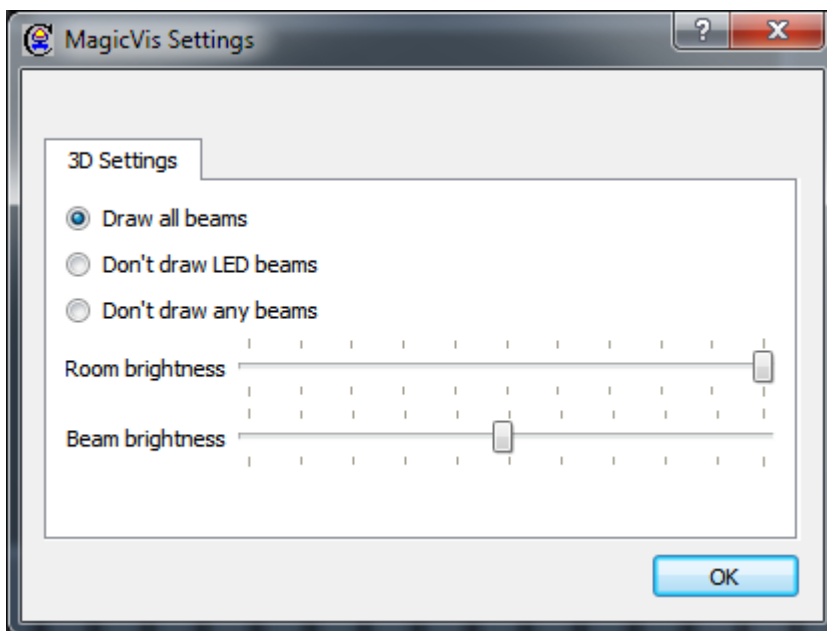 MagicVis Settings
?
3D Settings
Draw all beams
Don't draw LED beams
Don't draw any beams
Room brightness
Beam brightness
OK